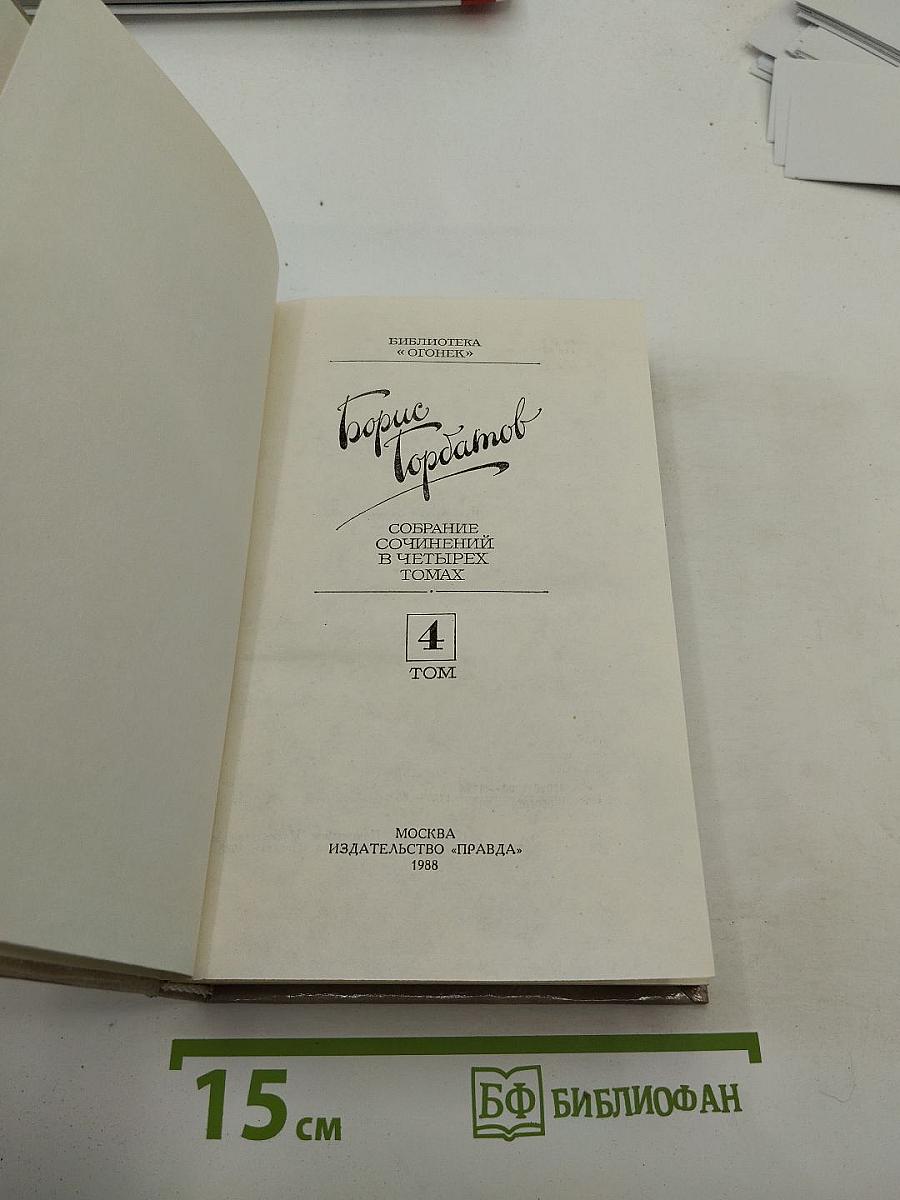 БИБЛИОТЕКА
«ОГОНЕК»
Борис
Горбатов
СОБРАНИЕ
СОЧИНЕНИЙ
В ЧЕТЫРЕХ
ТОМАХ
4
ТОМ
МОСКВА
ИЗДАТЕЛЬСТВО «ПРАВДА»
1988
15 см
БФ БИБЛИОФАН